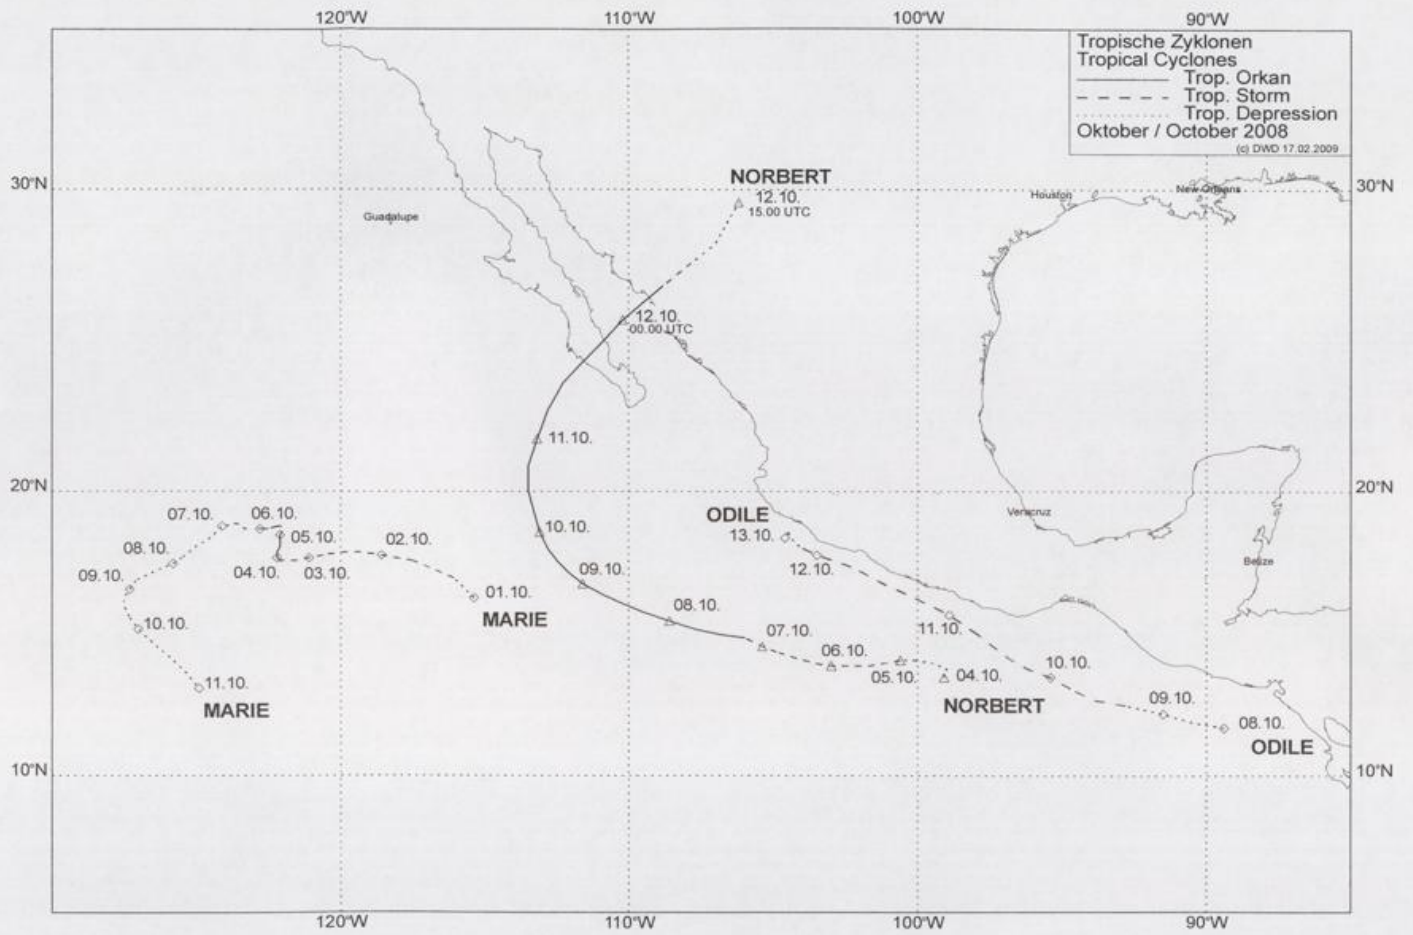 120°W 110°W 100°W 90°W
Tropische Zyklonen
Tropical Cyclones
Trop. Orkan
Trop. Storm
Trop. Depression
Oktober / October 2008
(c) DWD 17.02.2009
30°N 30°N
NORBERT
12.10.
15.00 UTC
Houston
New Orleans
Guadalupe
12.10.
00.00 UTC
11.10.
20°N 20°N
07.10. 06.10.
ODILE
Veracruz
10.10.
13.10.
05.10.
02.10.
08.10.
04.10. 03.10.
12.10.
Belize
09.10.
09.10.
01.10.
08.10.
MARIE
10.10.
07.10.
11.10.
06.10.
05.10. 04.10.
10.10.
11.10.
MARIE
NORBERT
09.10.
08.10.
ODILE
10°N 10°N
120°W 110°W 100°W 90°W